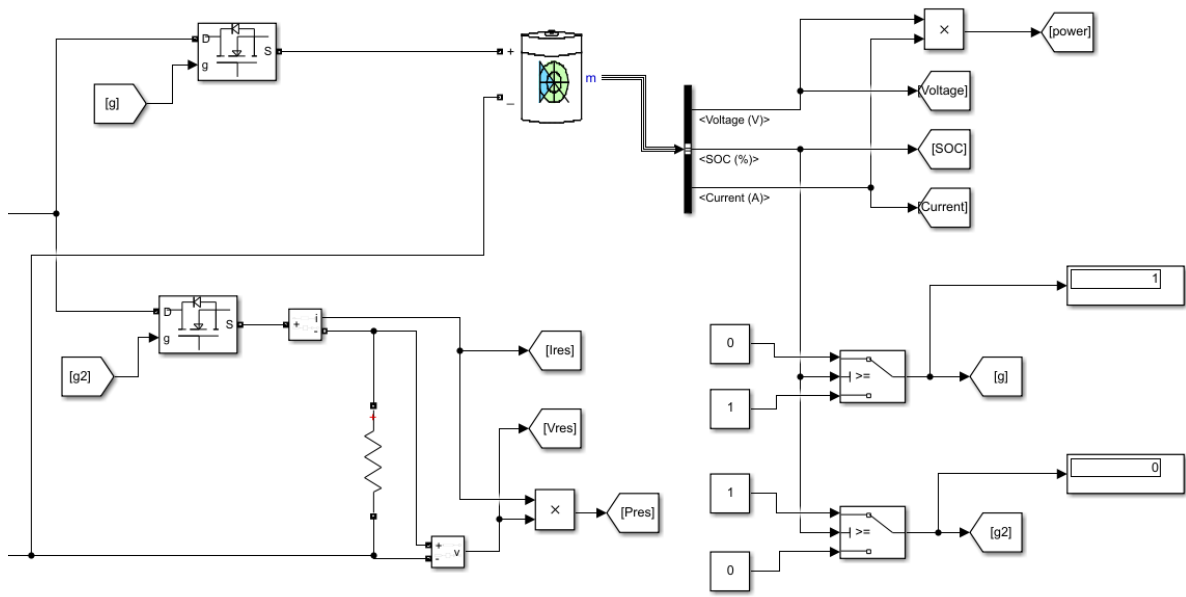 D
S
g
[g]
+
_
m
<Voltage (V)>
<SOC (%)>
<Current (A)>
×
[power]
[Voltage]
[SOC]
[Current]
D
S
g
[g2]
+
i
-
[Ires]
[Vres]
+
×
[Pres]
+
-
v
0
1
>=
1
[g]
1
0
>=
0
[g2]